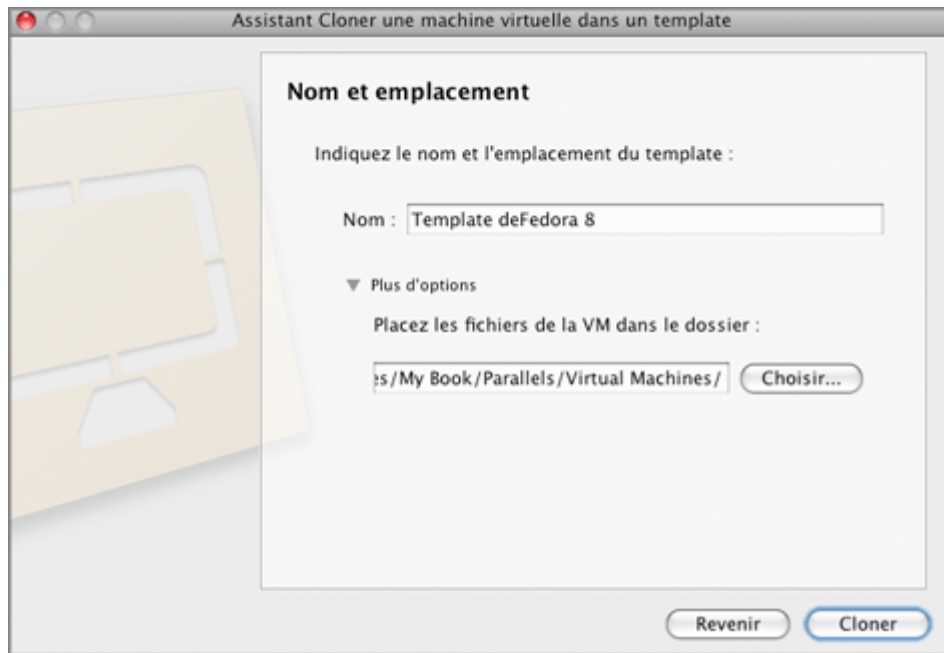 Assistant Cloner une machine virtuelle dans un template
Nom et emplacement
Indiquez le nom et l'emplacement du template :
Nom : Template deFedora 8
Plus d'options
Placez les fichiers de la VM dans le dossier :
es/My Book/Parallels/Virtual Machines/ Choisir...
Revenir Cloner